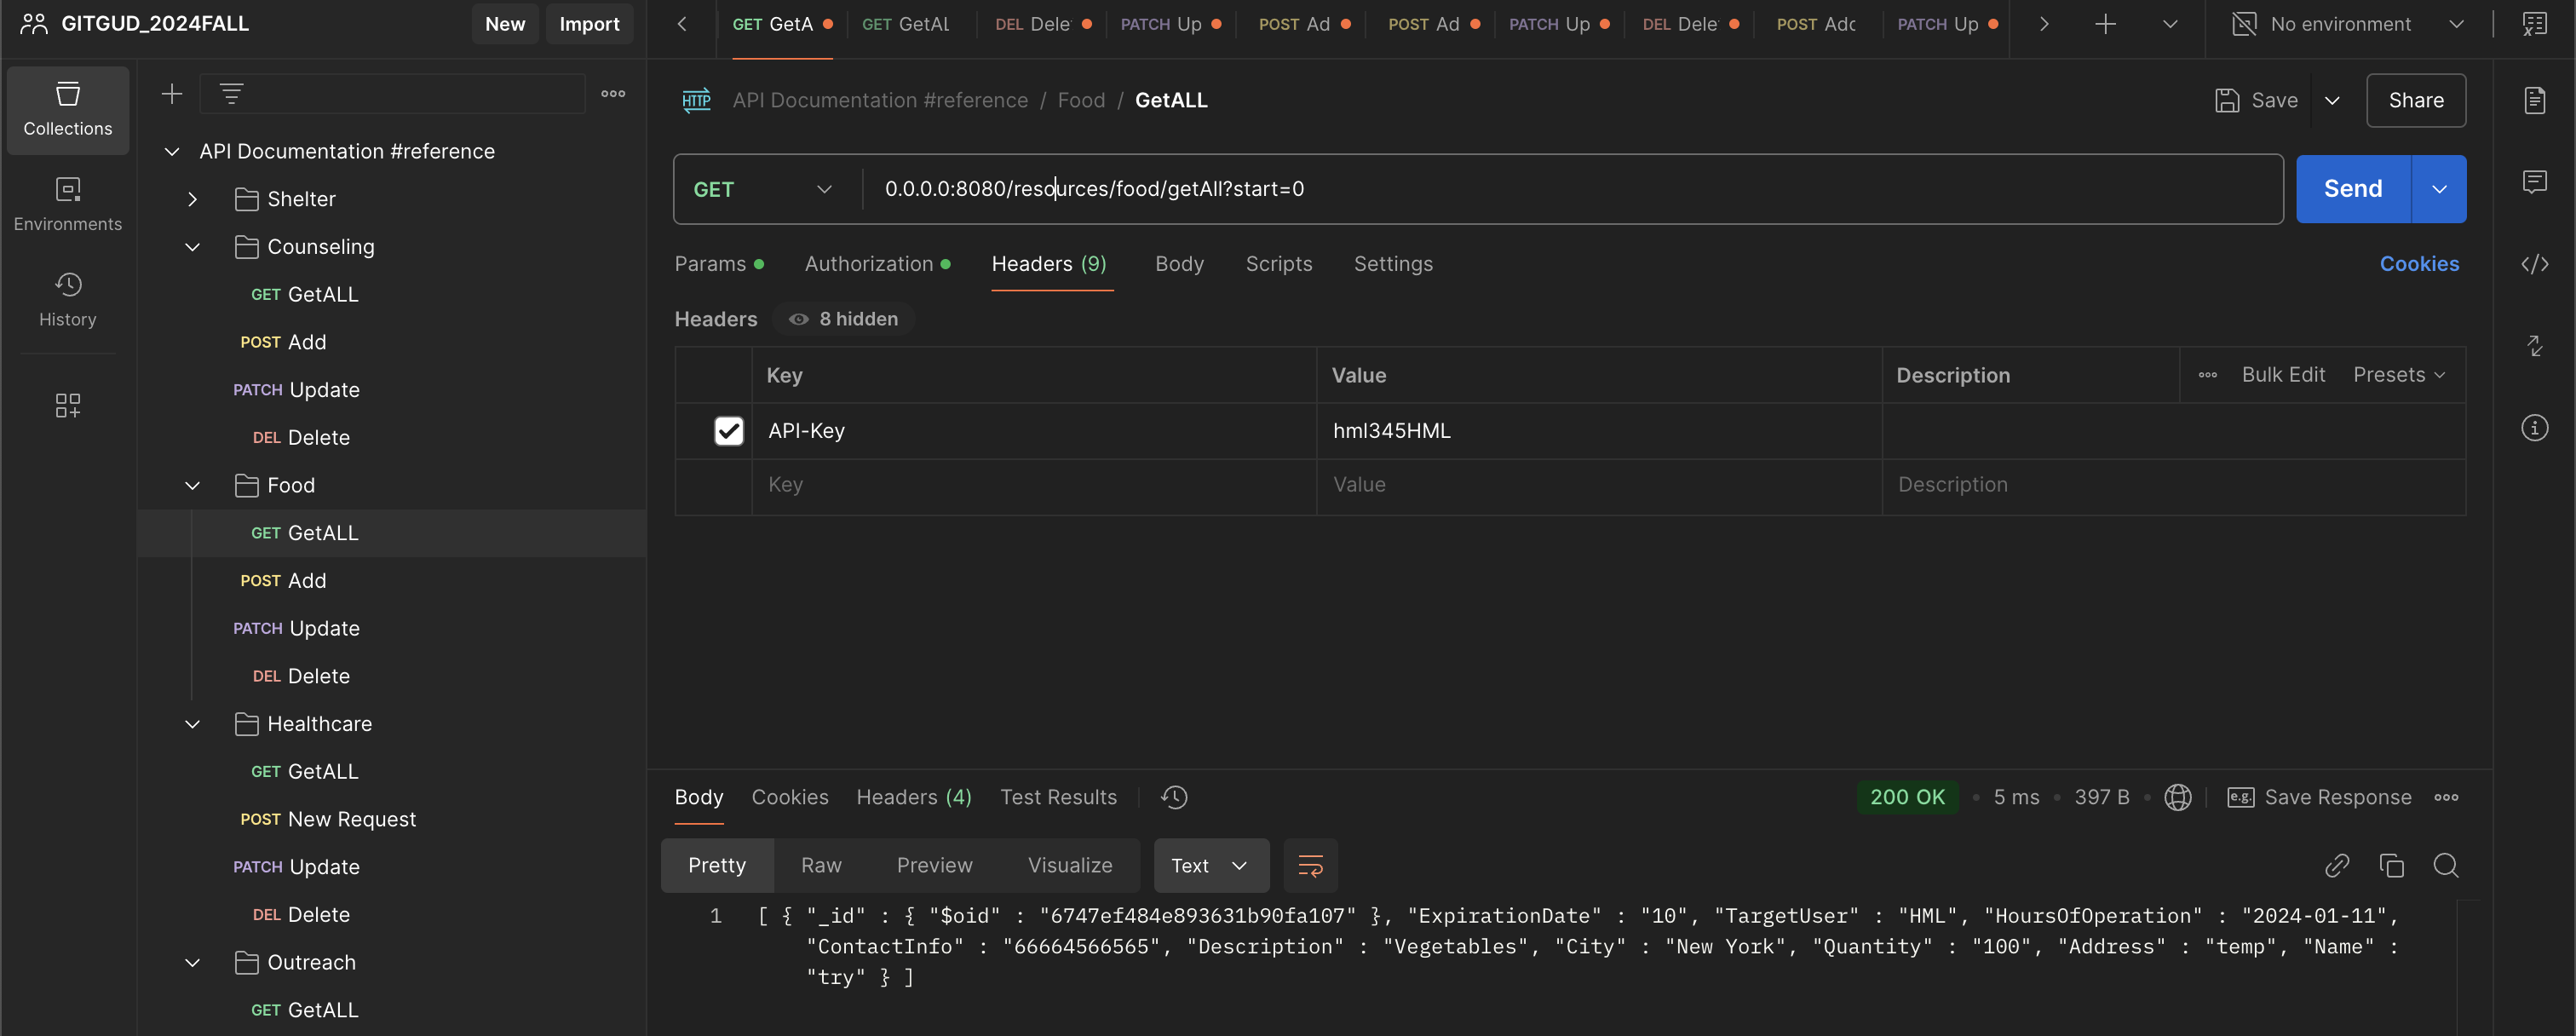 GITGUD_2024FALL
New
Import
GET GetA
GET GetAL
DEL Dele
PATCH Up
POST Ad
POST Ad
PATCH Up
DEL Dele
POST Adc
PATCH Up
No environment
Collections
Environments
History
API Documentation #reference
Shelter
Counseling
GET GetALL
POST Add
PATCH Update
DEL Delete
Food
GET GetALL
POST Add
PATCH Update
DEL Delete
Healthcare
GET GetALL
POST New Request
PATCH Update
DEL Delete
Outreach
GET GetALL
HTTP
API Documentation #reference / Food / GetALL
Save
Share
GET
0.0.0.0:8080/resources/food/getAll?start=0
Send
Params Authorization Headers (9) Body Scripts Settings
Cookies
Headers 8 hidden
Key Value Description Bulk Edit Presets
API-Key hml345HML
Key Value Description
Body Cookies Headers (4) Test Results
200 OK 5 ms 397 B e.g. Save Response
Pretty Raw Preview Visualize Text
1 [ { "_id" : { "$oid" : "6747ef484e893631b90fa107" }, "ExpirationDate" : "10", "TargetUser" : "HML", "HoursOfOperation" : "2024-01-11",
"ContactInfo" : "66664566565", "Description" : "Vegetables", "City" : "New York", "Quantity" : "100", "Address" : "temp", "Name" :
"try" } ]